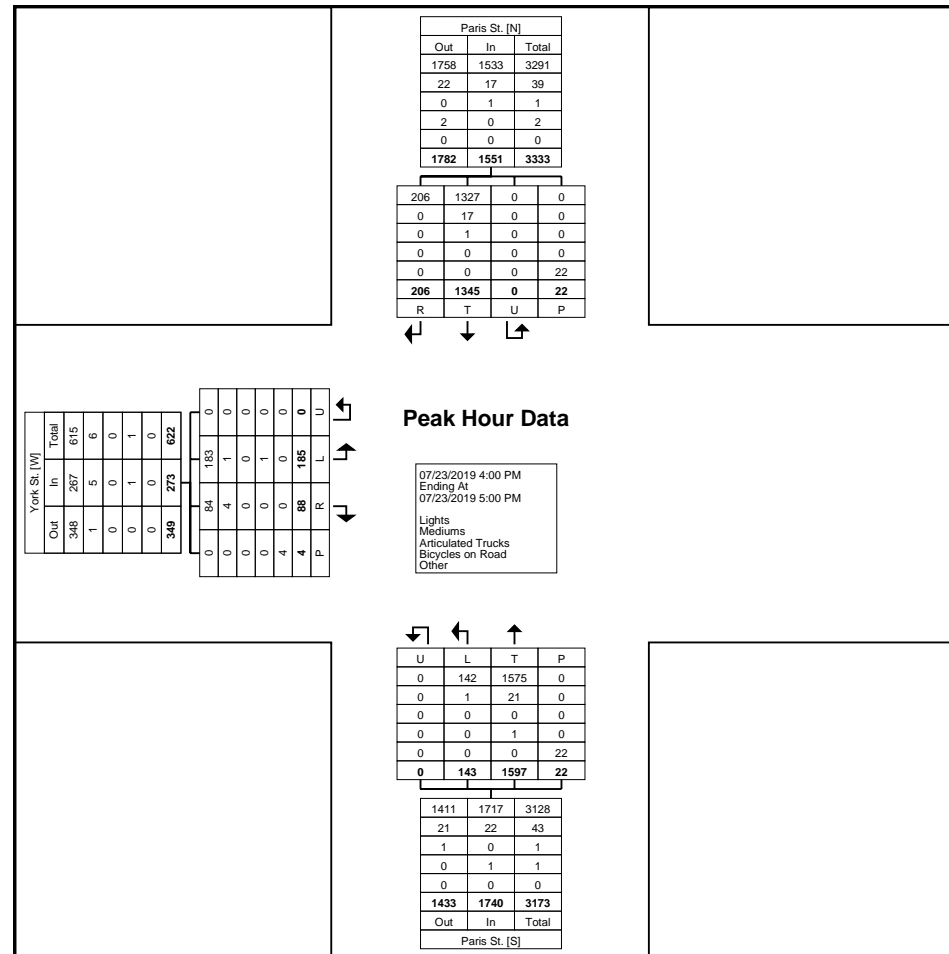 Paris St. [N]
Out In Total
1758 1533 3291
22 17 39
0 1 1
2 0 2
0 0 0
1782 1551 3333
206 1327 0 0
0 17 0 0
0 1 0 0
0 0 0 0
0 0 0 22
206 1345 0 22
R T U P
York St. [W]
Out In Total
348 267 615
1 5 6
0 0 0
0 1 1
0 0 0
349 273 622
0 84 183 0
0 4 1 0
0 0 0 0
0 0 1 0
4 0 0 0
4 88 185 0
P R L U
Peak Hour Data
07/23/2019 4:00 PM
Ending At
07/23/2019 5:00 PM
Lights
Mediums
Articulated Trucks
Bicycles on Road
Other
U L T P
0 142 1575 0
0 1 21 0
0 0 0 0
0 0 1 0
0 0 0 22
0 143 1597 22
1411 1717 3128
21 22 43
1 0 1
0 1 1
0 0 0
1433 1740 3173
Out In Total
Paris St. [S]